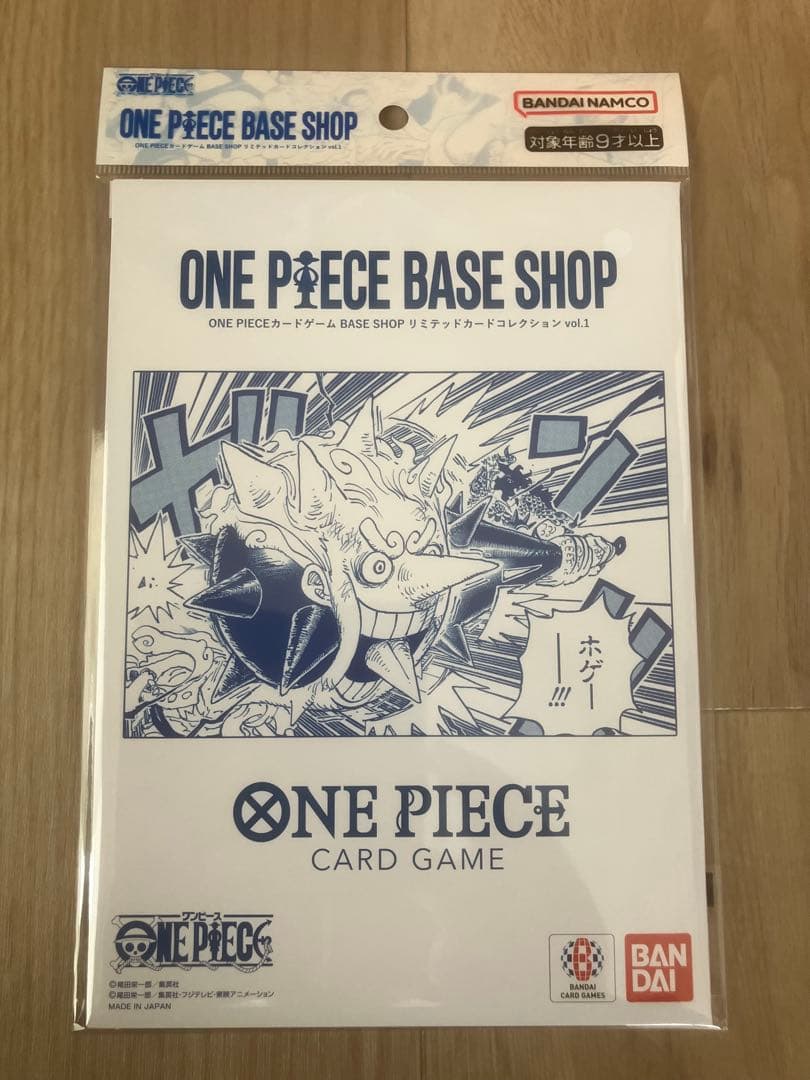 ONE PIECE
BANDAI NAMCO
ONE PIECE BASE SHOP
ONE PIECEカードゲーム BASE SHOP リミテッドカードコレクション vol.1
対象年齢9才以上
ONE PIECE BASE SHOP
ONE PIECEカードゲーム BASE SHOP リミテッドカードコレクション vol.1
ホゲーーー!!!
ONE PIECE
CARD GAME
ワンピース
ONE PIECE
©尾田栄一郎/集英社
©尾田栄一郎/集英社・フジテレビ・東映アニメーション
MADE IN JAPAN
BANDAI
CARD GAMES
BAN
DAI